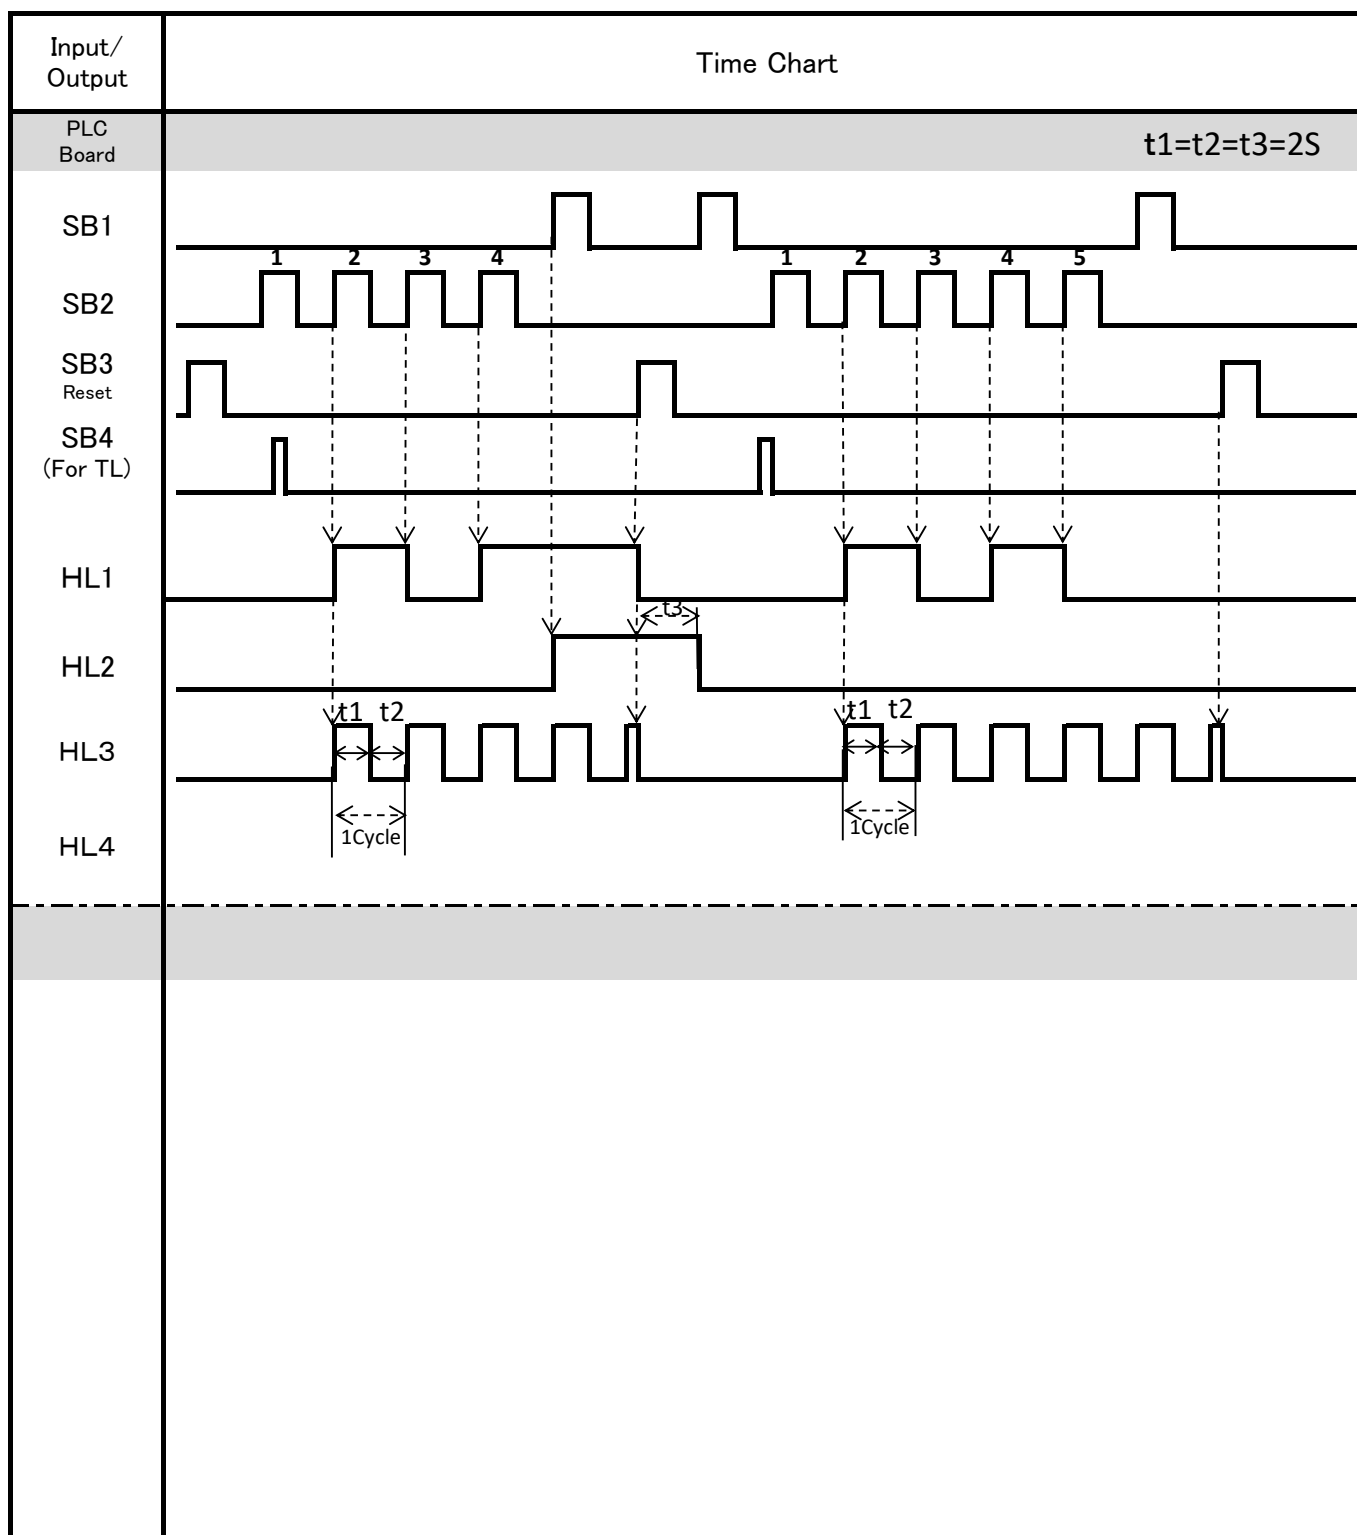 Input/
Output
Time Chart
PLC
Board
t1=t2=t3=2S
SB1
1 2 3 4 1 2 3 4 5
SB2
SB3
Reset
SB4
(For TL)
HL1
t3
HL2
t1 t2 t1 t2
HL3
1Cycle 1Cycle
HL4